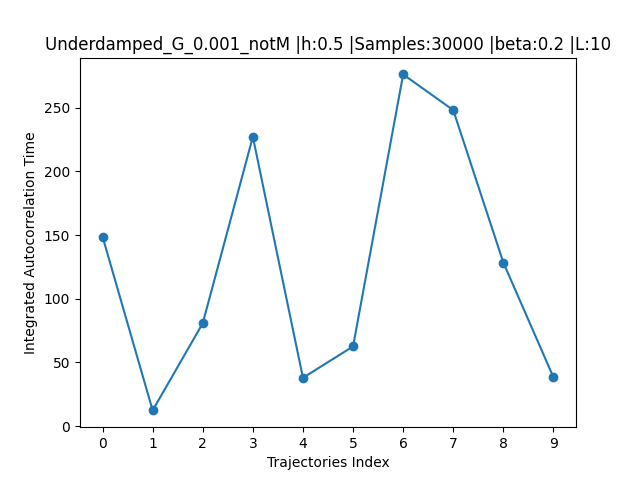 Underdamped_G_0.001_notM |h:0.5 |Samples:30000 |beta:0.2 |L:10
Integrated Autocorrelation Time
250
200
150
100
50
0
0 1 2 3 4 5 6 7 8 9
Trajectories Index